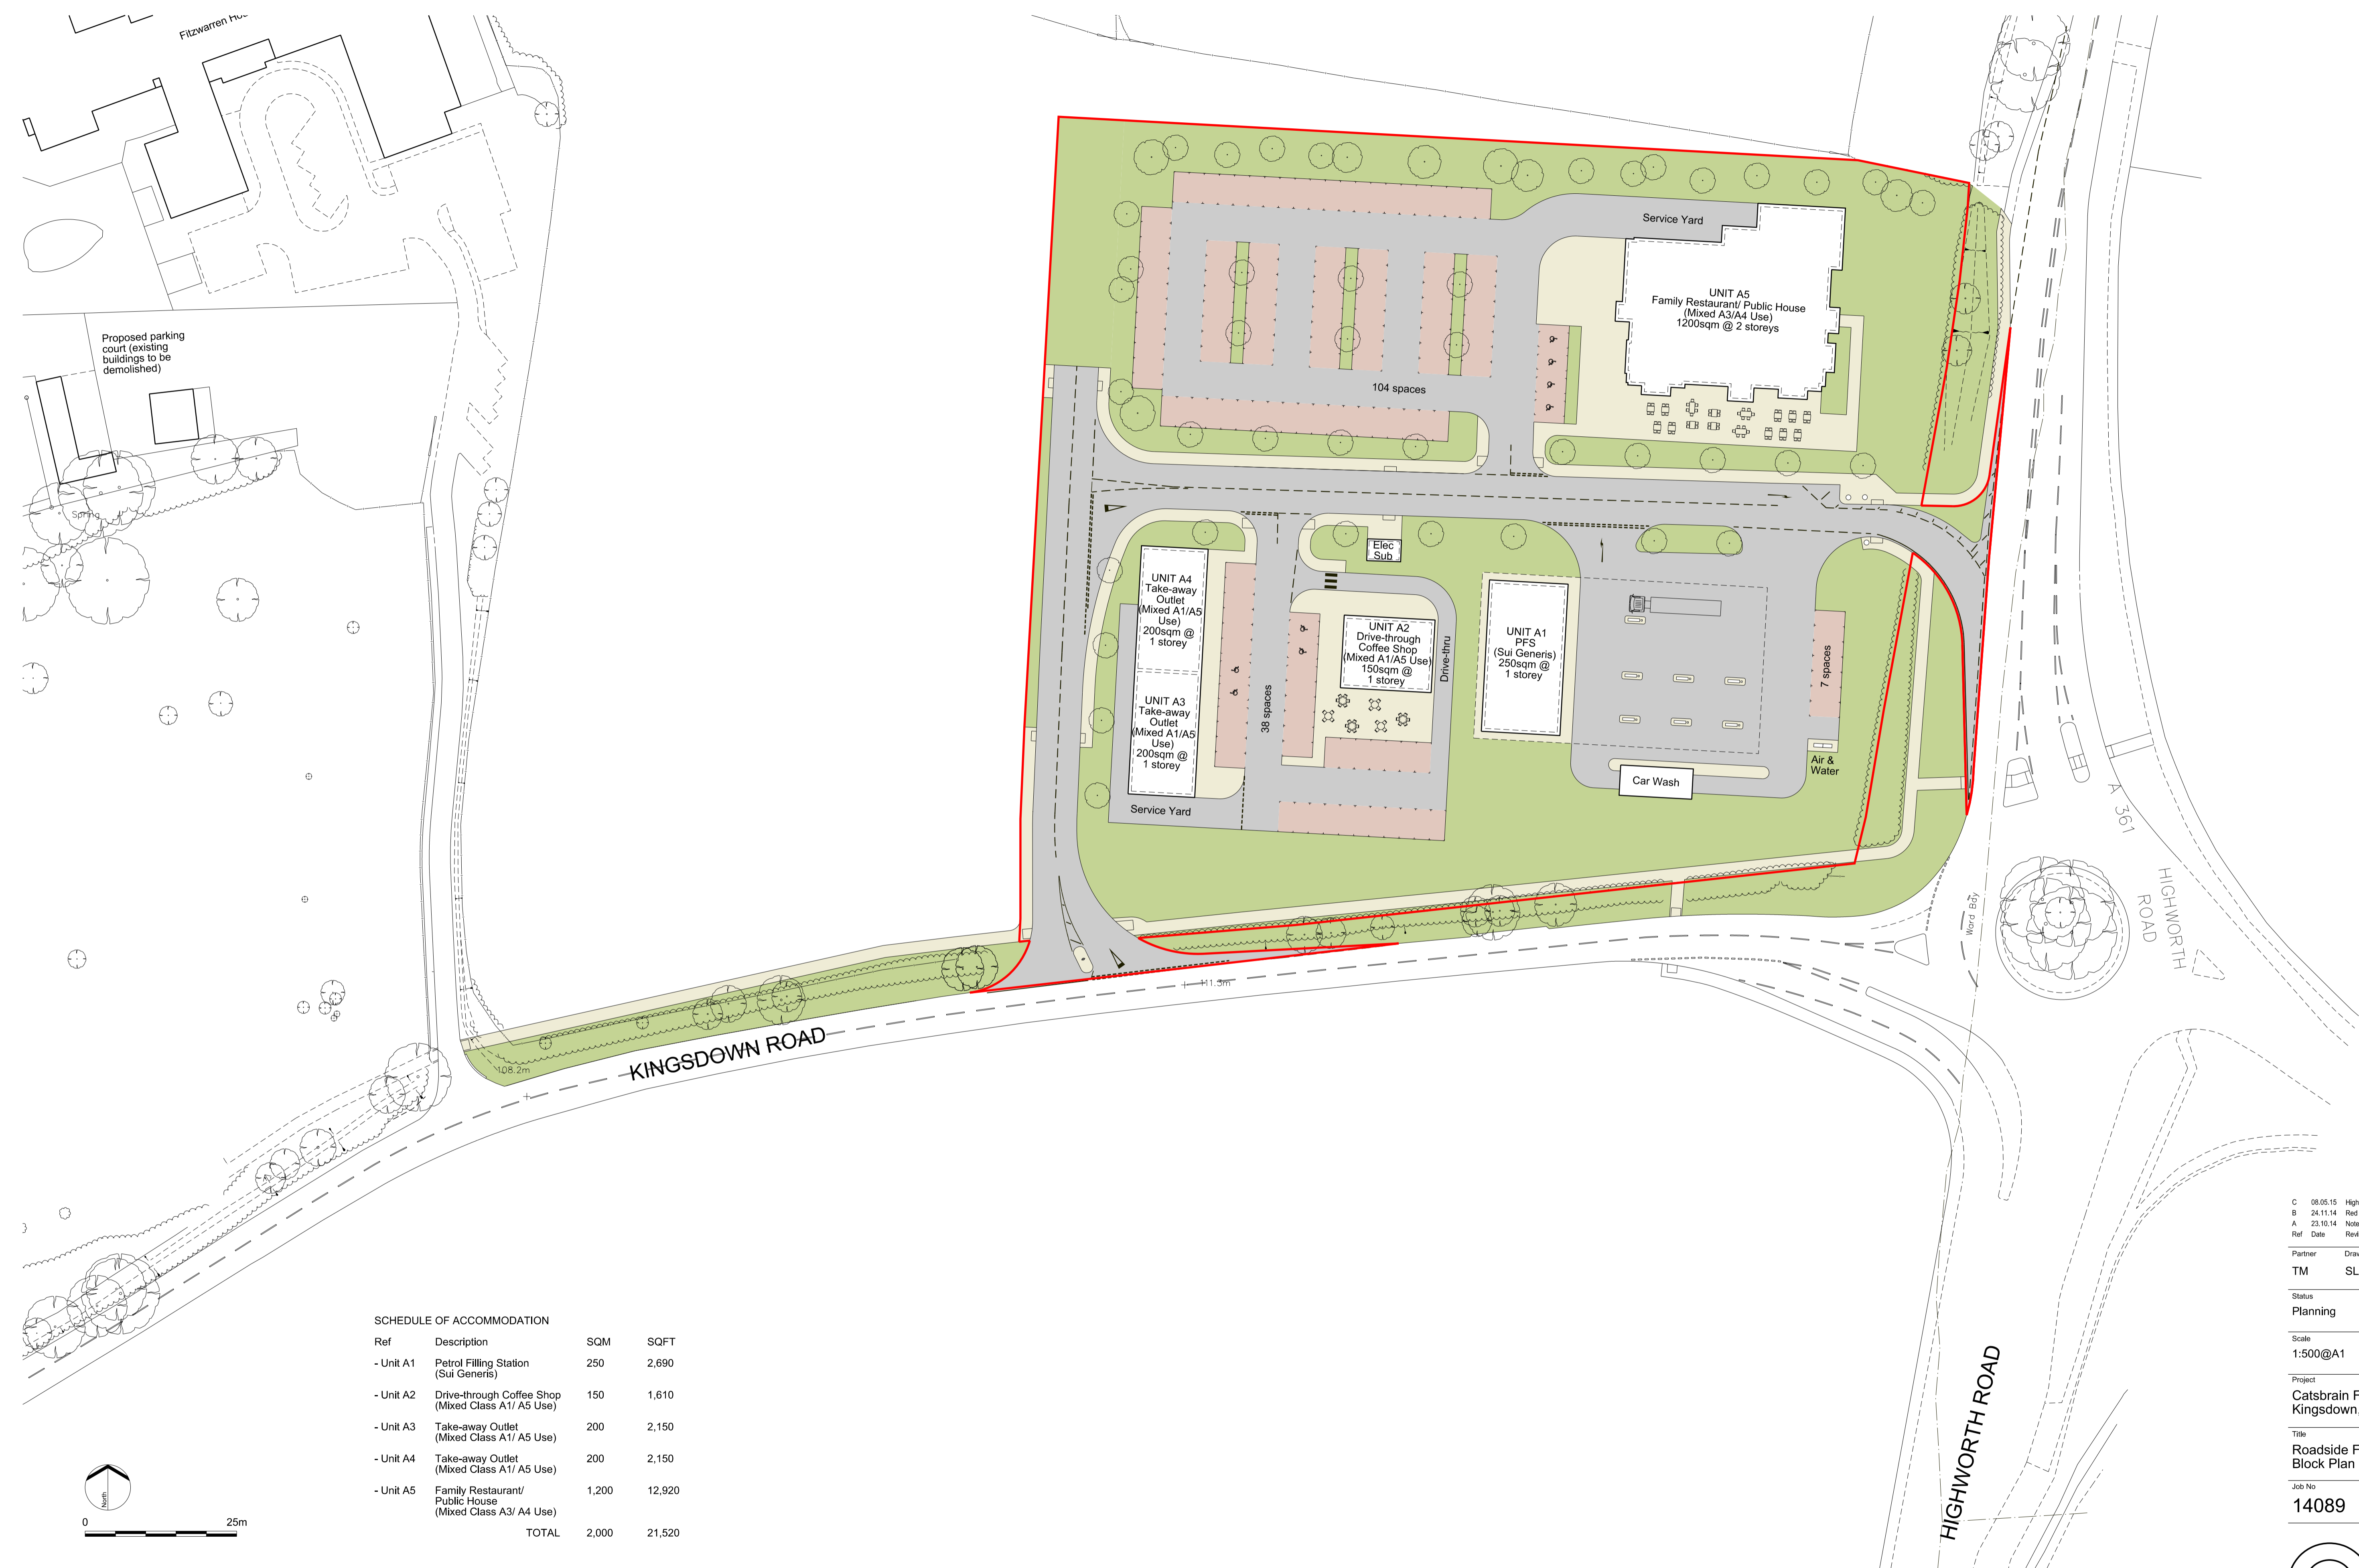 Fitzwarren
Proposed parking
court (existing
buildings to be
demolished)
Spring
Service Yard
UNIT A5
Family Restaurant/ Public House
(Mixed A3/A4 Use)
1200sqm @ 2 storeys
104 spaces
Elec
Sub
UNIT A4
Take-away
Outlet
(Mixed A1/A5
Use)
200sqm @
1 storey
UNIT A3
Take-away
Outlet
(Mixed A1/A5
Use)
200sqm @
1 storey
Service Yard
38 spaces
UNIT A2
Drive-through
Coffee Shop
(Mixed A1/A5 Use)
150sqm @
1 storey
Drive-thru
UNIT A1
PFS
(Sui Generis)
250sqm @
1 storey
7 spaces
Air &
Water
Car Wash
A 361
HIGHWORTH
ROAD
Ward Bdy
111.3m
108.2m
KINGSDOWN ROAD
HIGHWORTH ROAD
SCHEDULE OF ACCOMMODATION
Ref Description SQM SQFT
- Unit A1 Petrol Filling Station 250 2,690
(Sui Generis)
- Unit A2 Drive-through Coffee Shop 150 1,610
(Mixed Class A1/ A5 Use)
- Unit A3 Take-away Outlet 200 2,150
(Mixed Class A1/ A5 Use)
- Unit A4 Take-away Outlet 200 2,150
(Mixed Class A1/ A5 Use)
- Unit A5 Family Restaurant/ 1,200 12,920
Public House
(Mixed Class A3/ A4 Use)
TOTAL 2,000 21,520
North
0 25m
C 08.05.15 High
B 24.11.14 Red
A 23.10.14 Note
Ref Date Revi
Partner Draw
TM SL
Status
Planning
Scale
1:500@A1
Project
Catsbrain F
Kingsdown,
Title
Roadside F
Block Plan
Job No
14089